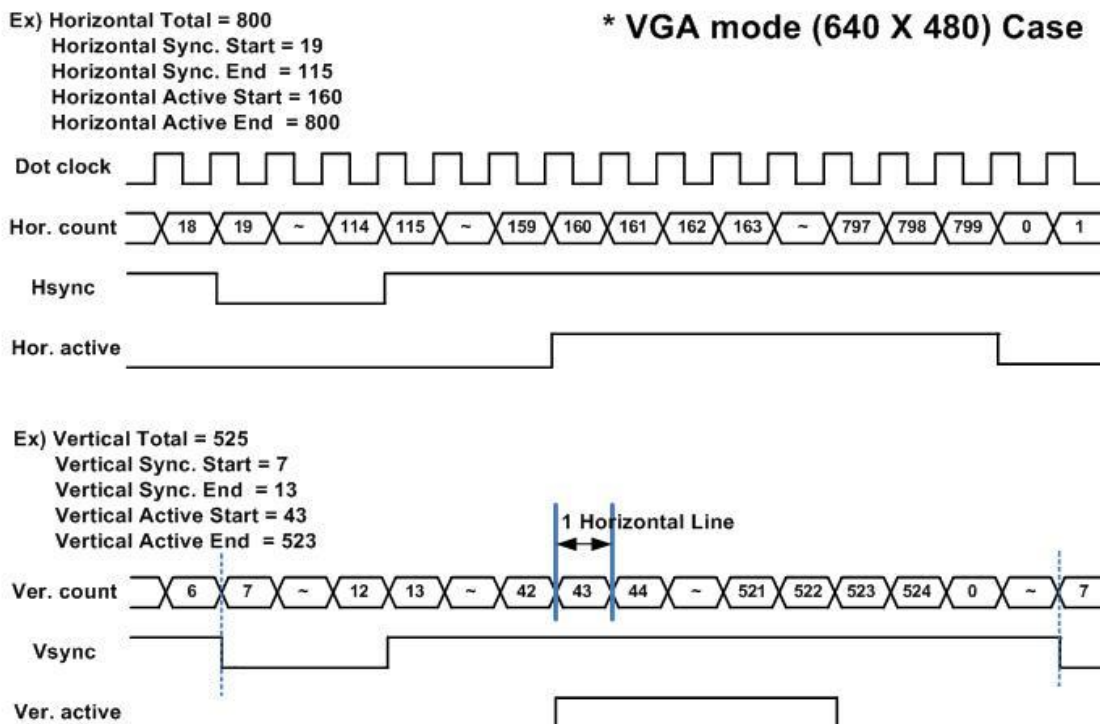 Ex) Horizontal Total = 800
* VGA mode (640 X 480) Case
Horizontal Sync. Start = 19
Horizontal Sync. End = 115
Horizontal Active Start = 160
Horizontal Active End = 800
Dot clock
Hor. count 18 19 ~ 114 115 ~ 159 160 161 162 163 ~ 797 798 799 0 1
Hsync
Hor. active
Ex) Vertical Total = 525
Vertical Sync. Start = 7
Vertical Sync. End = 13
Vertical Active Start = 43
Vertical Active End = 523
1 Horizontal Line
Ver. count 6 7 ~ 12 13 ~ 42 43 44 ~ 521 522 523 524 0 ~ 7
Vsync
Ver. active